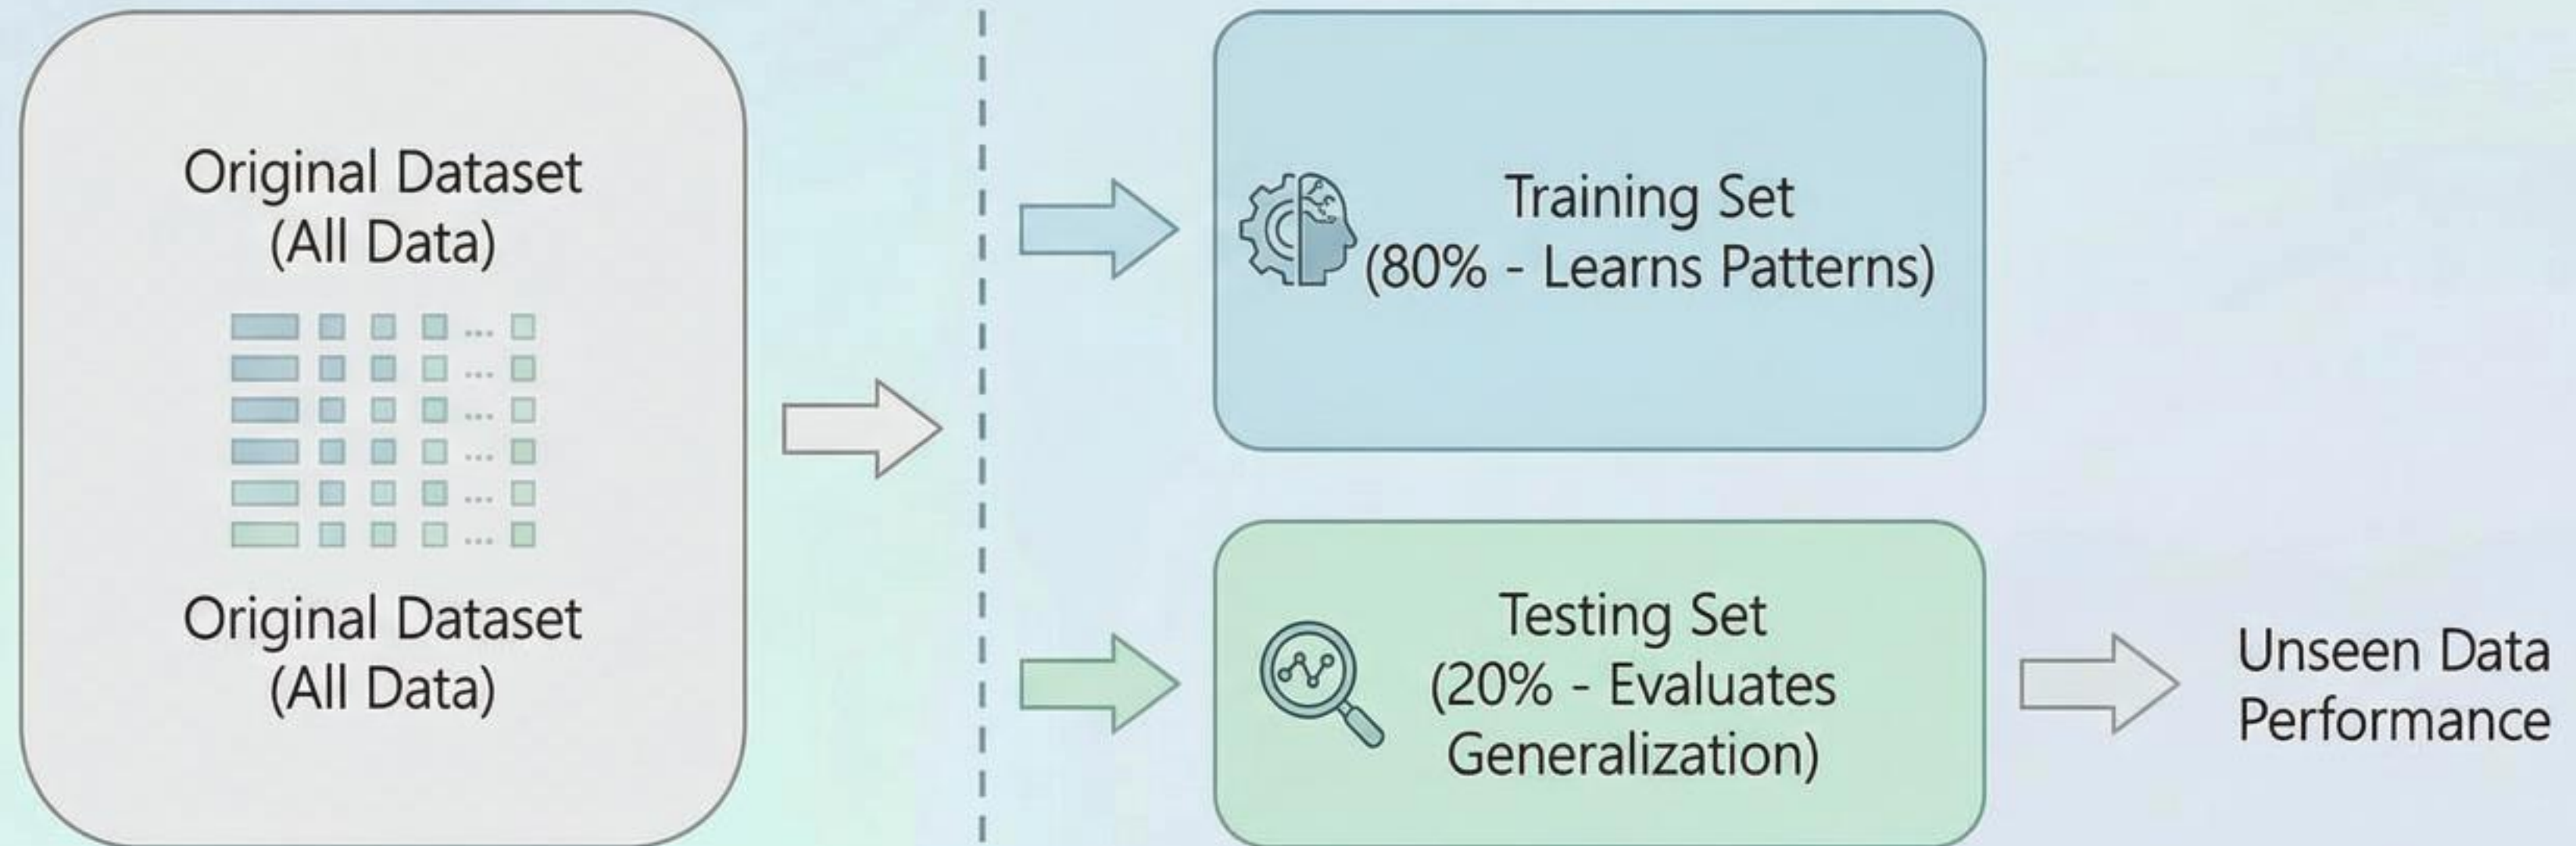 Original Dataset
(All Data)
... 
...
...
...
...
...
Original Dataset
(All Data)
Training Set
(80% - Learns Patterns)
Testing Set
(20% - Evaluates
Generalization)
Unseen Data
Performance